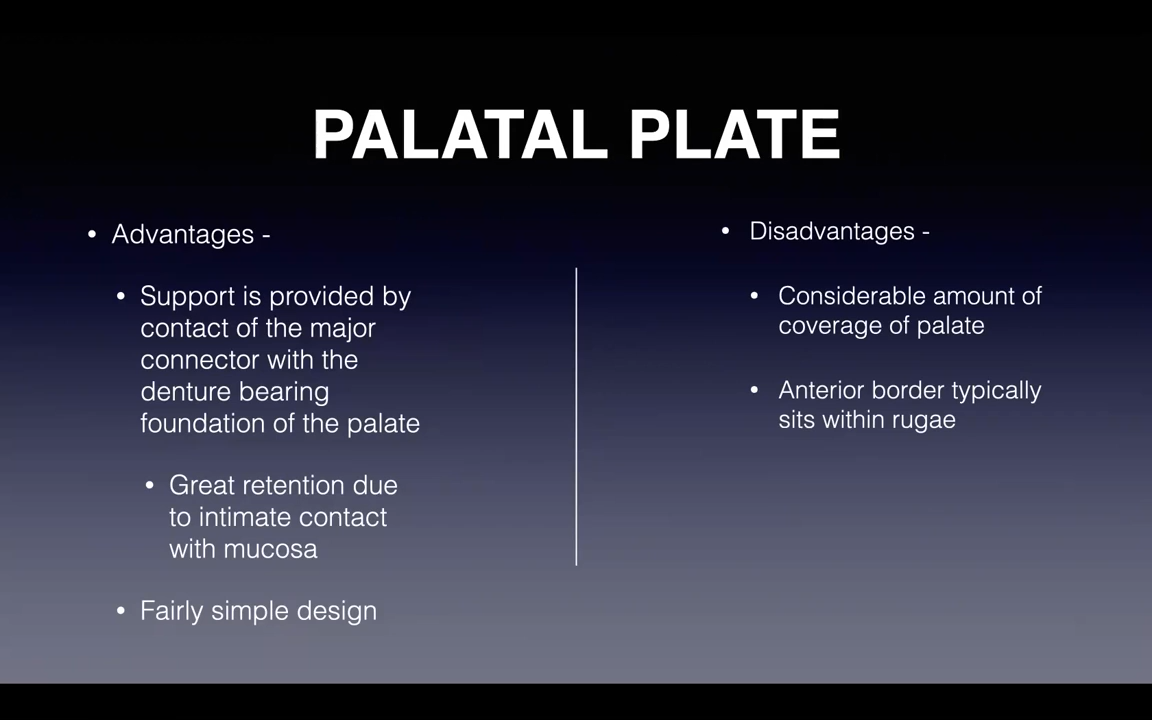 PALATAL PLATE
• Advantages -
• Support is provided by
contact of the major
connector with the
denture bearing
foundation of the palate
• Great retention due
to intimate contact
with mucosa
• Fairly simple design
• Disadvantages -
• Considerable amount of
coverage of palate
• Anterior border typically
sits within rugae